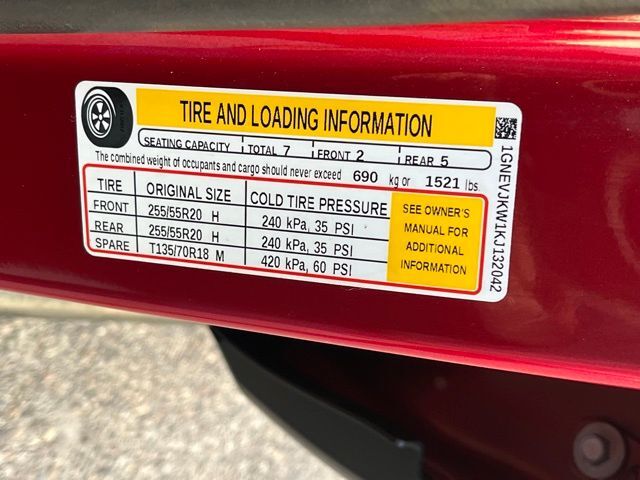 TIRE AND LOADING INFORMATION
SEATING CAPACITY TOTAL 7 FRONT 2 REAR 5
The combined weight of occupants and cargo should never exceed 690 kg or 1521 lbs.
TIRE ORIGINAL SIZE COLD TIRE PRESSURE
FRONT 255/55R20 H 240 kPa, 35 PSI
REAR 255/55R20 H 240 kPa, 35 PSI
SPARE T135/70R18 M 420 kPa, 60 PSI
SEE OWNER'S
MANUAL FOR
ADDITIONAL
INFORMATION
1GNEVJKW1KJ132042